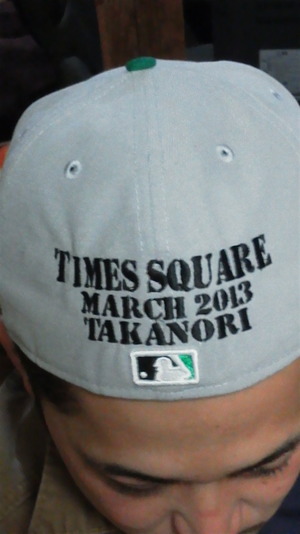 TIMES SQUARE
MARCH 2013
TAKANORI